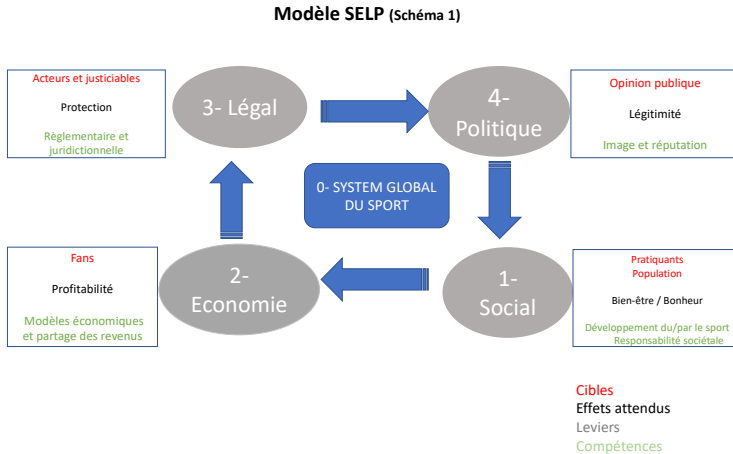 Modèle SELP (Schéma 1)
Acteurs et justiciables
Protection
Règlementaire et
juridictionnelle
3- Légal
4-
Politique
Opinion publique
Légitimité
Image et réputation
0- SYSTEM GLOBAL
DU SPORT
Fans
Profitabilité
Modèles économiques
et partage des revenus
2-
Economie
1-
Social
Pratiquants
Population
Bien-être / Bonheur
Développement du/par le sport
Responsabilité sociétale
Cibles
Effets attendus
Leviers
Compétences